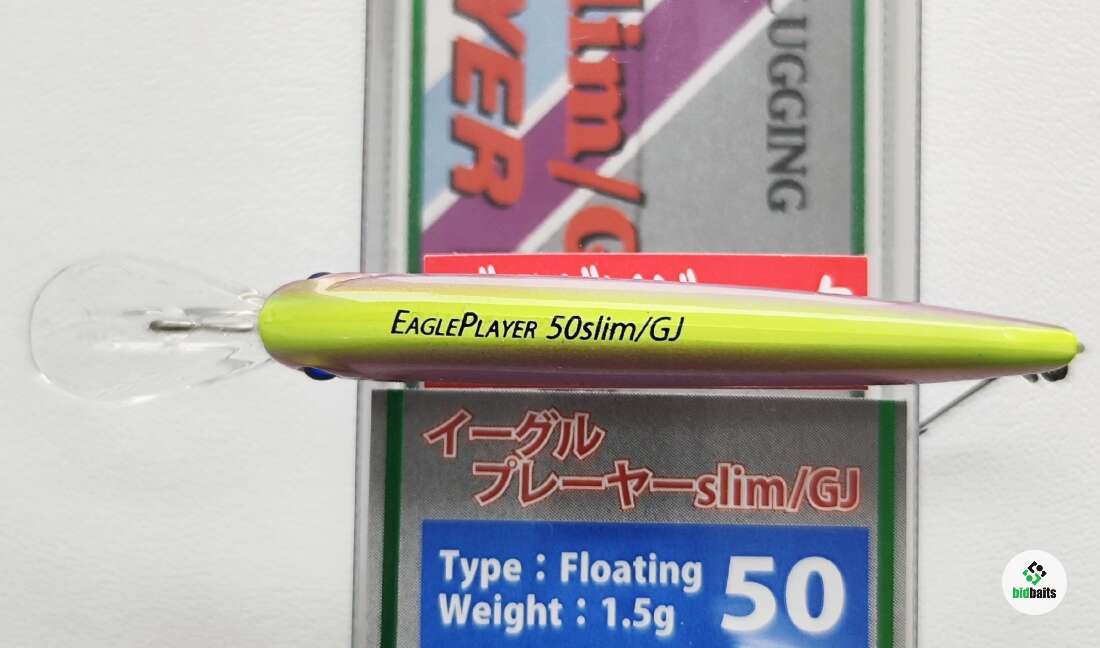 YER
lim/G
UGGING
EAGLEPLAYER 50slim/GJ
イーグル
プレーヤーslim/GJ
Type：Floating
Weight：1.5g
50
bidbaits